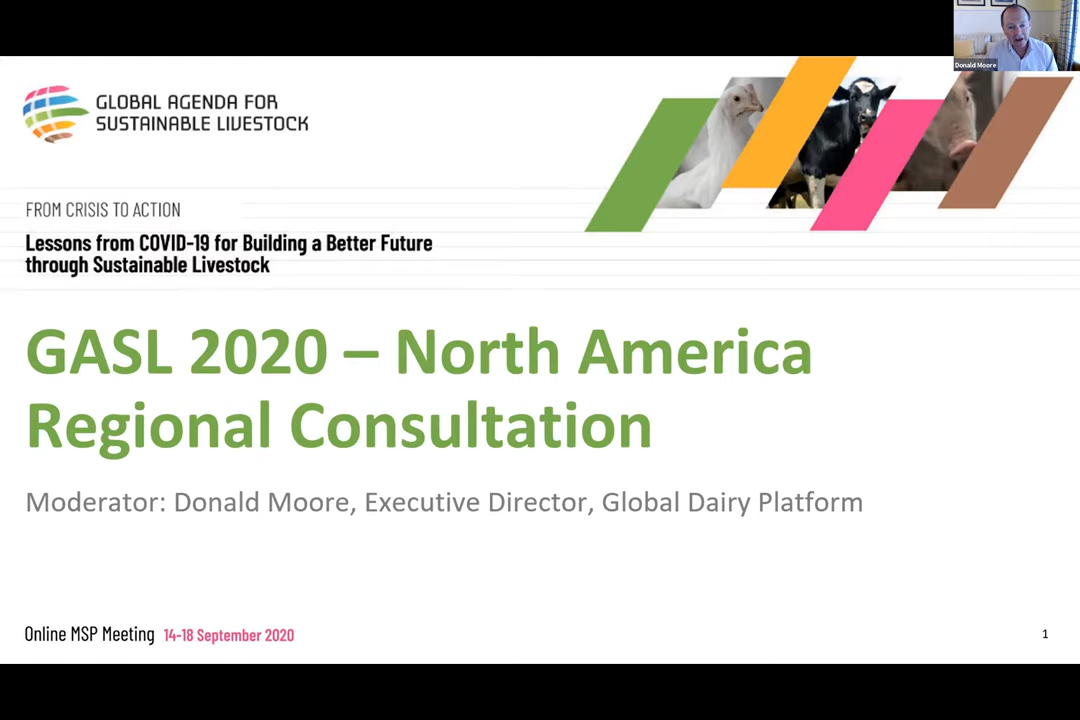 Donald Moore
GLOBAL AGENDA FOR
SUSTAINABLE LIVESTOCK
FROM CRISIS TO ACTION
Lessons from COVID-19 for Building a Better Future
through Sustainable Livestock
GASL 2020 – North America
Regional Consultation
Moderator: Donald Moore, Executive Director, Global Dairy Platform
Online MSP Meeting 14-18 September 2020
1